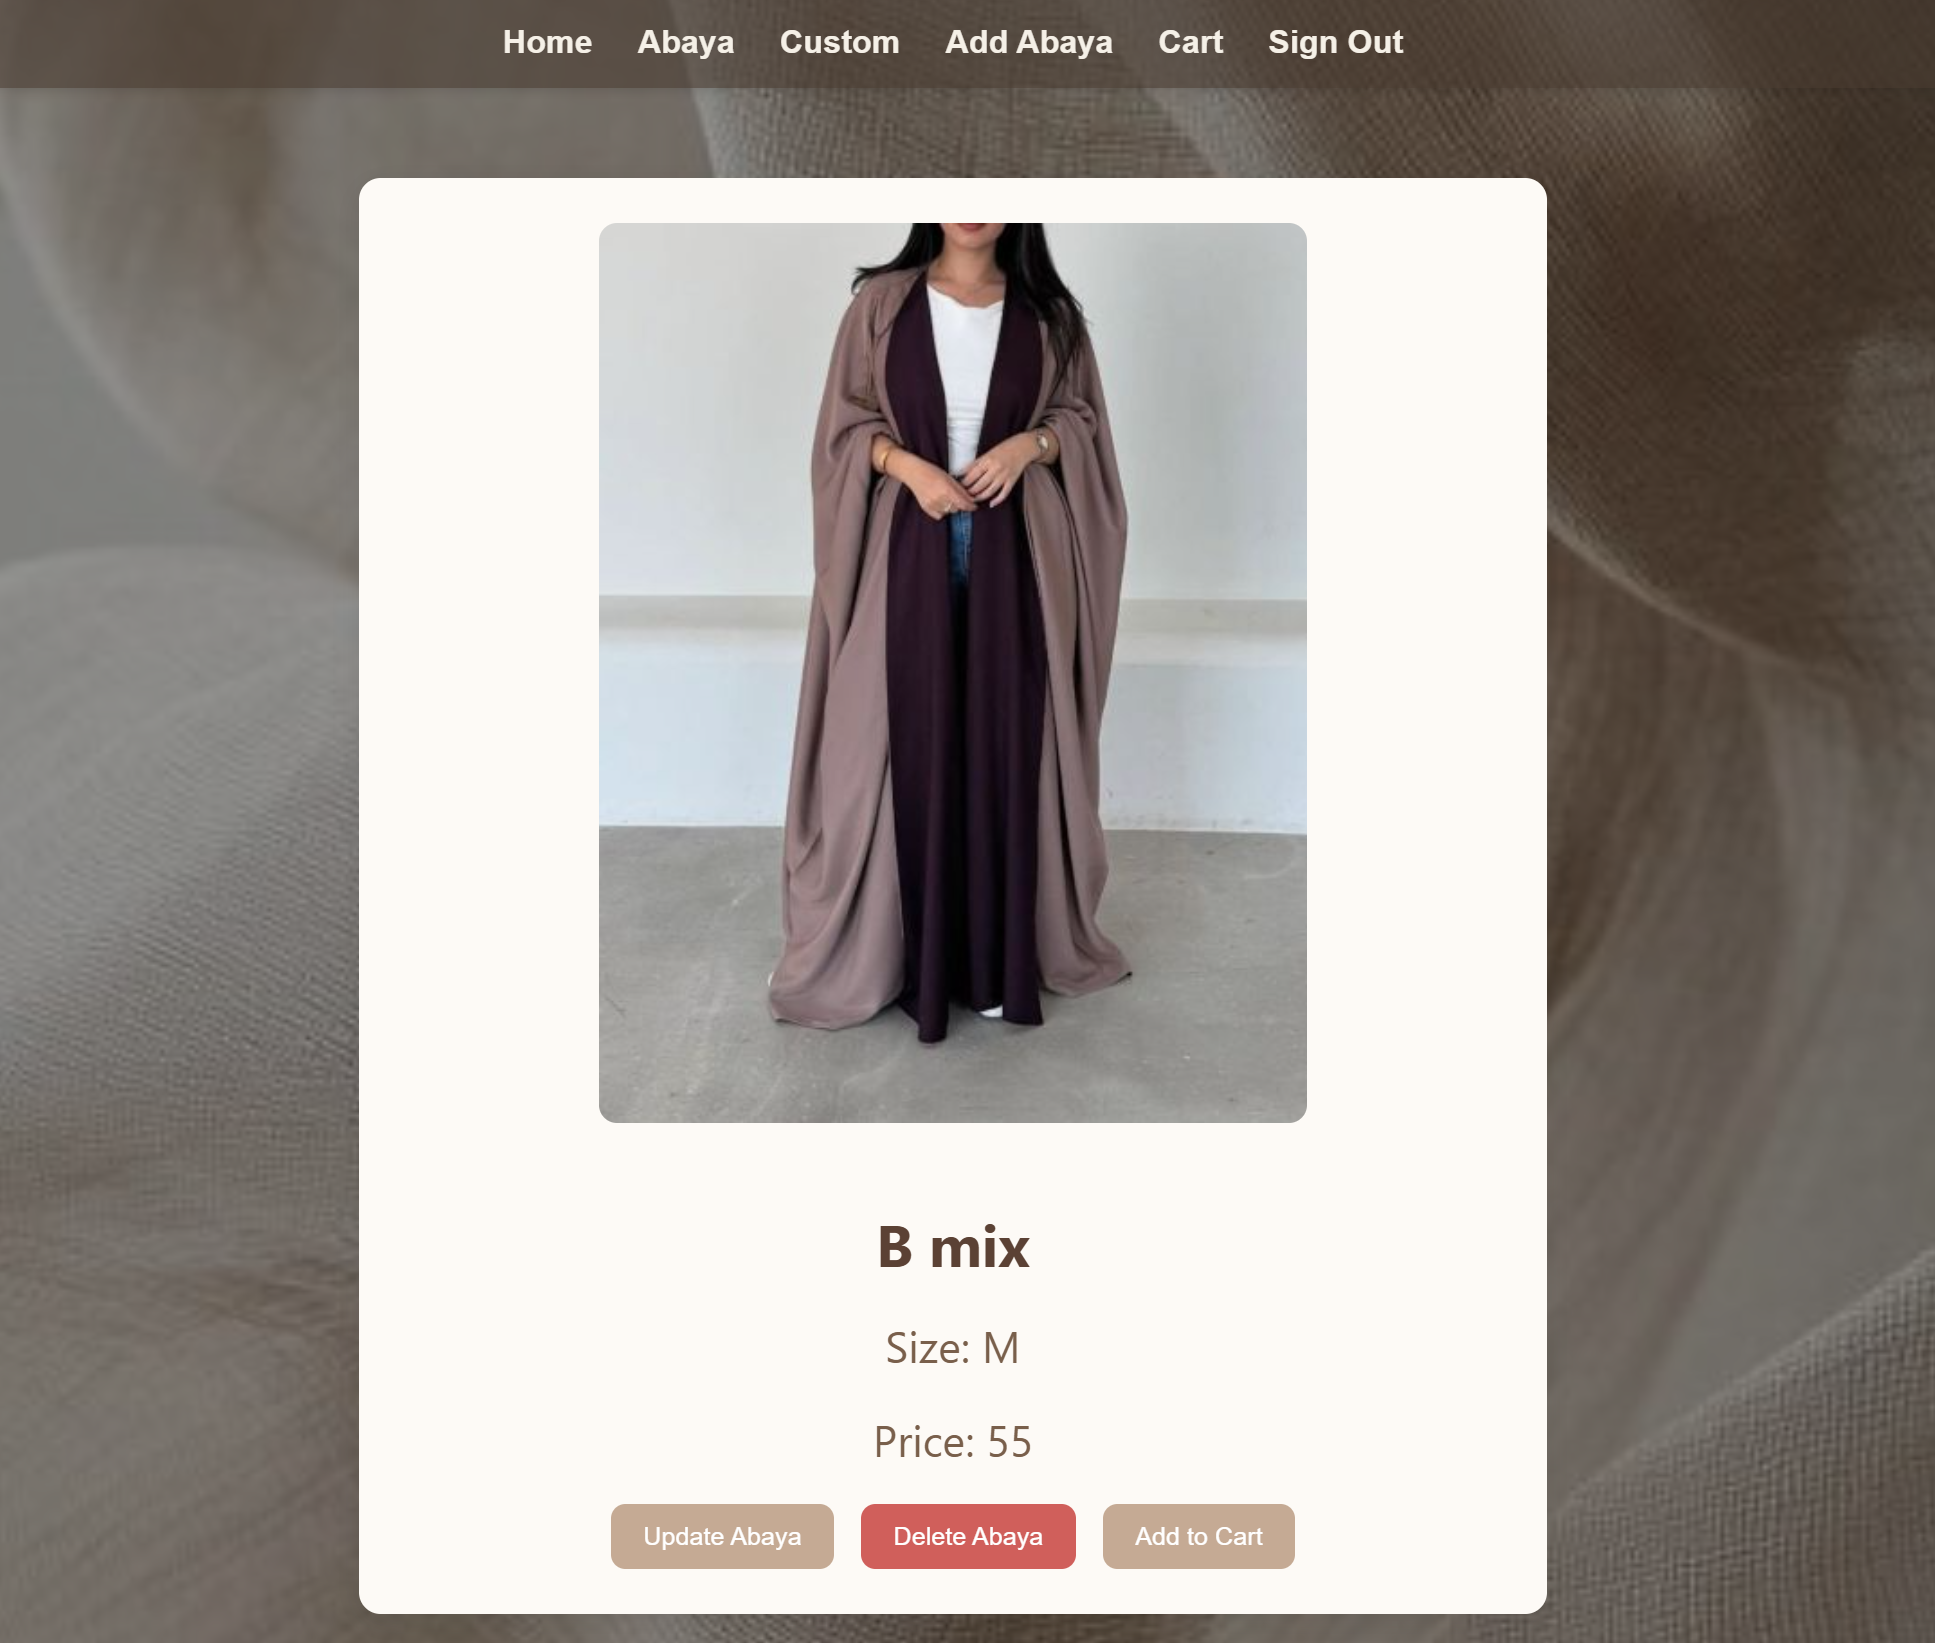 Home Abaya Custom Add Abaya Cart Sign Out
B mix
Size: M
Price: 55
Update Abaya Delete Abaya Add to Cart